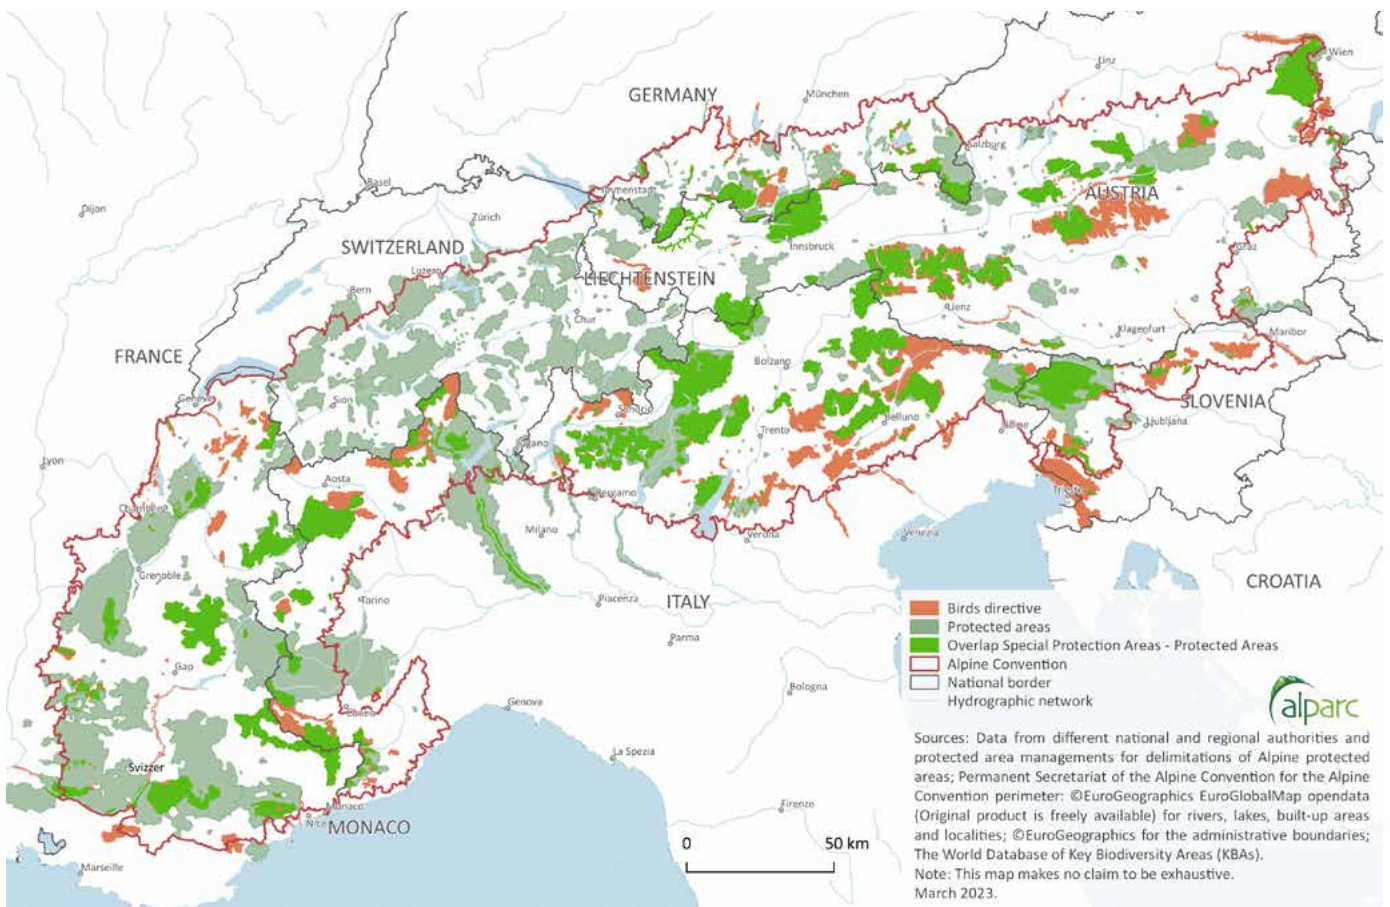 Wien
Linz
München
GERMANY
Salzburg
Immenstadt
Basel
AUSTRIA
Dijon
Zürich
SWITZERLAND
Innsbruck
Graz
Luzern
LIECHTENSTEIN
Bern
Lienz
Chur
Klagenfurt
Maribor
FRANCE
Bolzano
Genève
Sion
SLOVENIA
Sondrio
Belluno
Ljubljana
Trento
Udine
Lugano
Lyon
Aosta
Trieste
Bergamo
Chambéry
Milano
Verona
Venezia
Grenoble
CROATIA
Torino
Piacenza
ITALY
Parma
Gap
Bologna
Genova
Cuneo
La Spezia
Svizzer
Monaco
Nice
MONACO
Firenze
Marseille
Birds directive
Protected areas
Overlap Special Protection Areas - Protected Areas
Alpine Convention
National border
Hydrographic network
alparc
Sources: Data from different national and regional authorities and
protected area managements for delimitations of Alpine protected
areas; Permanent Secretariat of the Alpine Convention for the Alpine
Convention perimeter: ©EuroGeographics EuroGlobalMap opendata
(Original product is freely available) for rivers, lakes, built-up areas
and localities; ©EuroGeographics for the administrative boundaries;
The World Database of Key Biodiversity Areas (KBAs).
Note: This map makes no claim to be exhaustive.
March 2023.
0 50 km